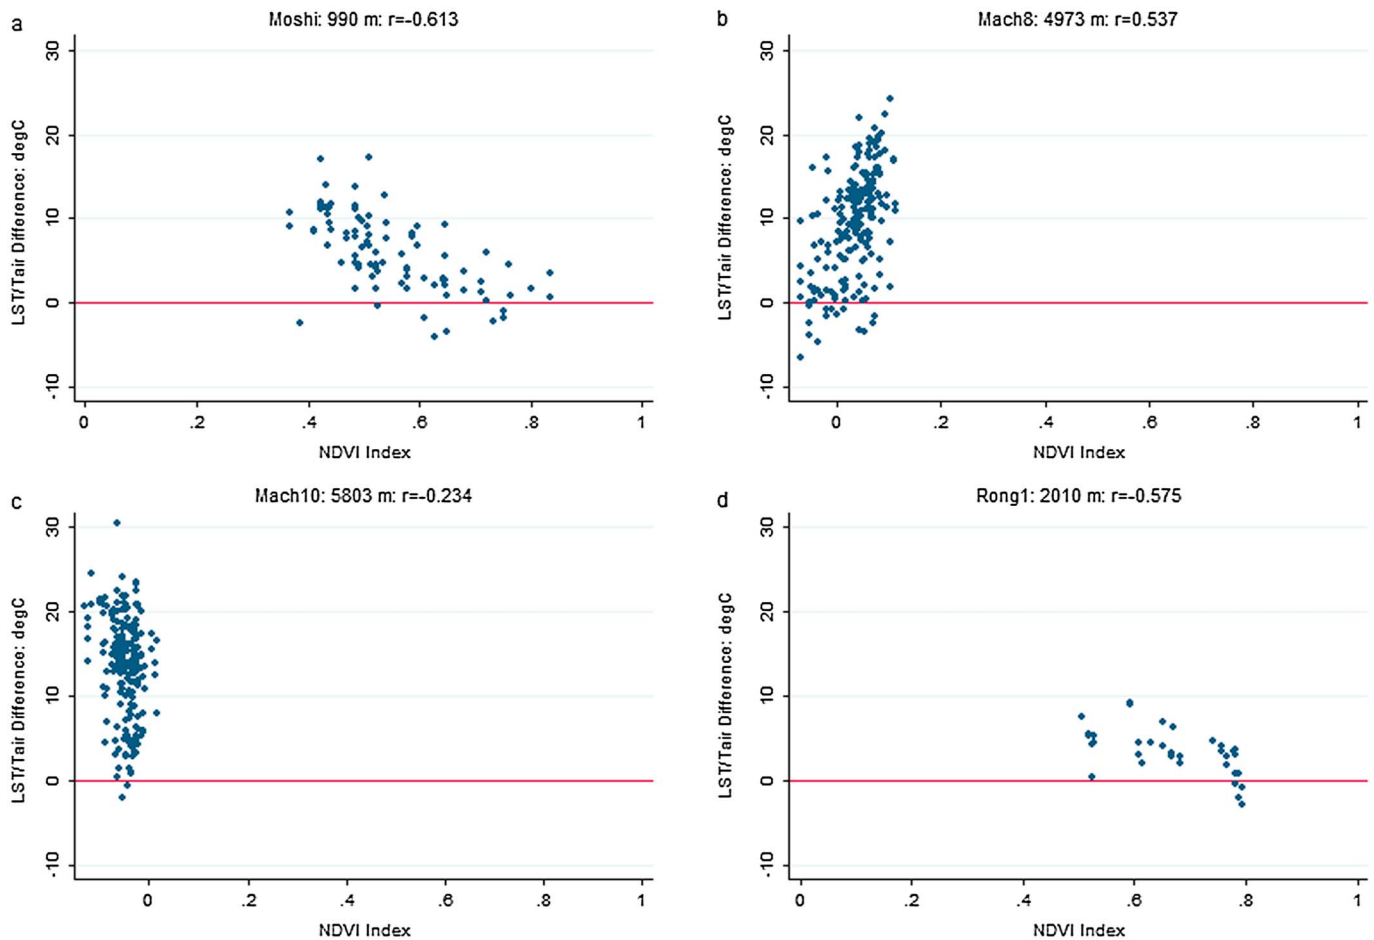 a
Moshi: 990 m: r=-0.613
LST/Tair Difference: degC
30
20
10
0
-10
0 .2 .4 .6 .8 1
NDVI Index
b
Mach8: 4973 m: r=0.537
LST/Tair Difference: degC
30
20
10
0
-10
0 .2 .4 .6 .8 1
NDVI Index
c
Mach10: 5803 m: r=-0.234
LST/Tair Difference: degC
30
20
10
0
-10
0 .2 .4 .6 .8 1
NDVI Index
d
Rong1: 2010 m: r=-0.575
LST/Tair Difference: degC
30
20
10
0
-10
0 .2 .4 .6 .8 1
NDVI Index